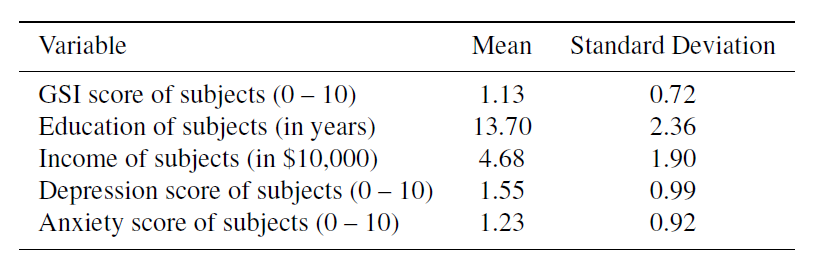 Variable Mean Standard Deviation
GSI score of subjects (0 – 10) 1.13 0.72
Education of subjects (in years) 13.70 2.36
Income of subjects (in $10,000) 4.68 1.90
Depression score of subjects (0 – 10) 1.55 0.99
Anxiety score of subjects (0 – 10) 1.23 0.92